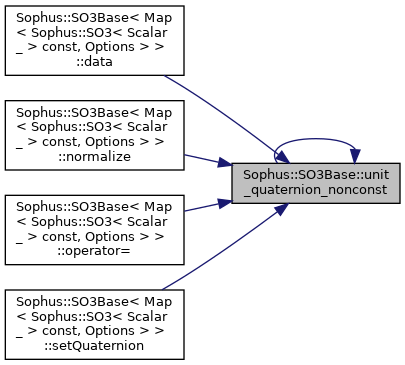 Sophus::SO3Base< Map
< Sophus::SO3< Scalar
_ > const, Options > >
::data
Sophus::SO3Base< Map
< Sophus::SO3< Scalar
_ > const, Options > >
::normalize
Sophus::SO3Base::unit
_quaternion_nonconst
Sophus::SO3Base< Map
< Sophus::SO3< Scalar
_ > const, Options > >
::operator=
Sophus::SO3Base< Map
< Sophus::SO3< Scalar
_ > const, Options > >
::setQuaternion